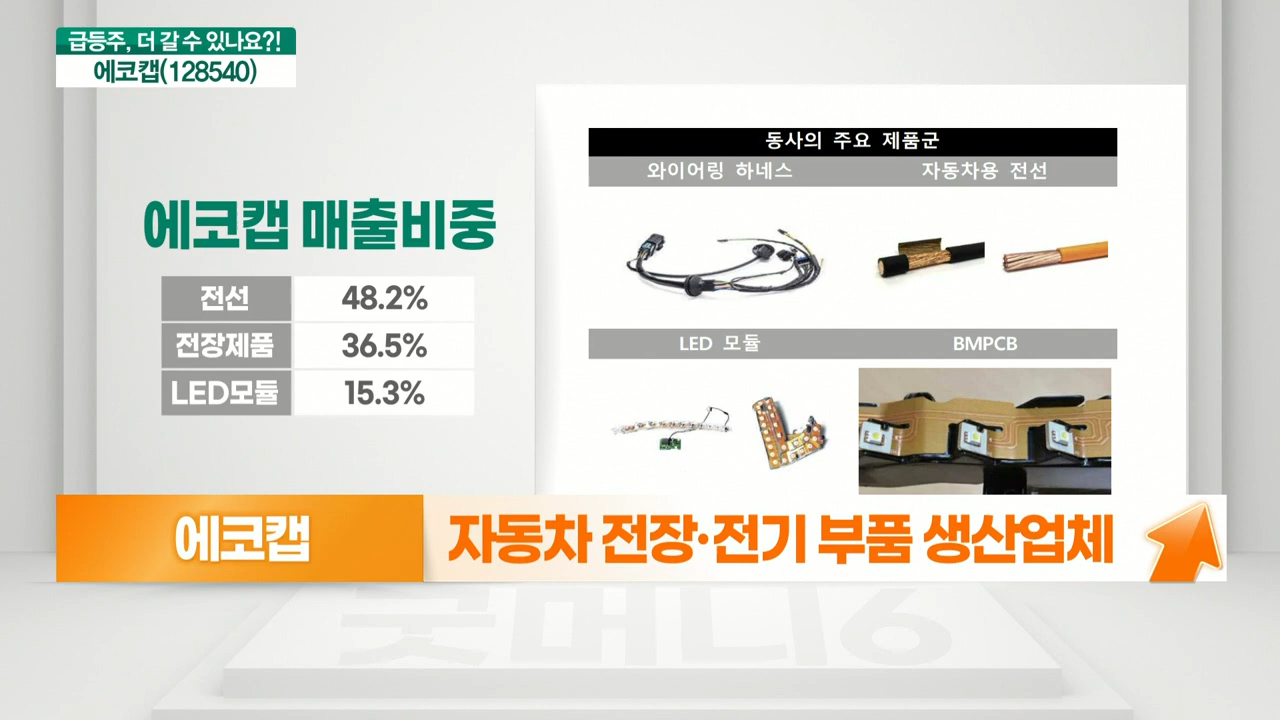 급등주, 더 갈 수 있나요?!
에코캡(128540)
에코캡 매출비중
전선 48.2%
전장제품 36.5%
LED모듈 15.3%
동사의 주요 제품군
와이어링 하네스 자동차용 전선
LED 모듈 BMPCB
에코캡 자동차 전장·전기 부품 생산업체
굿머니6